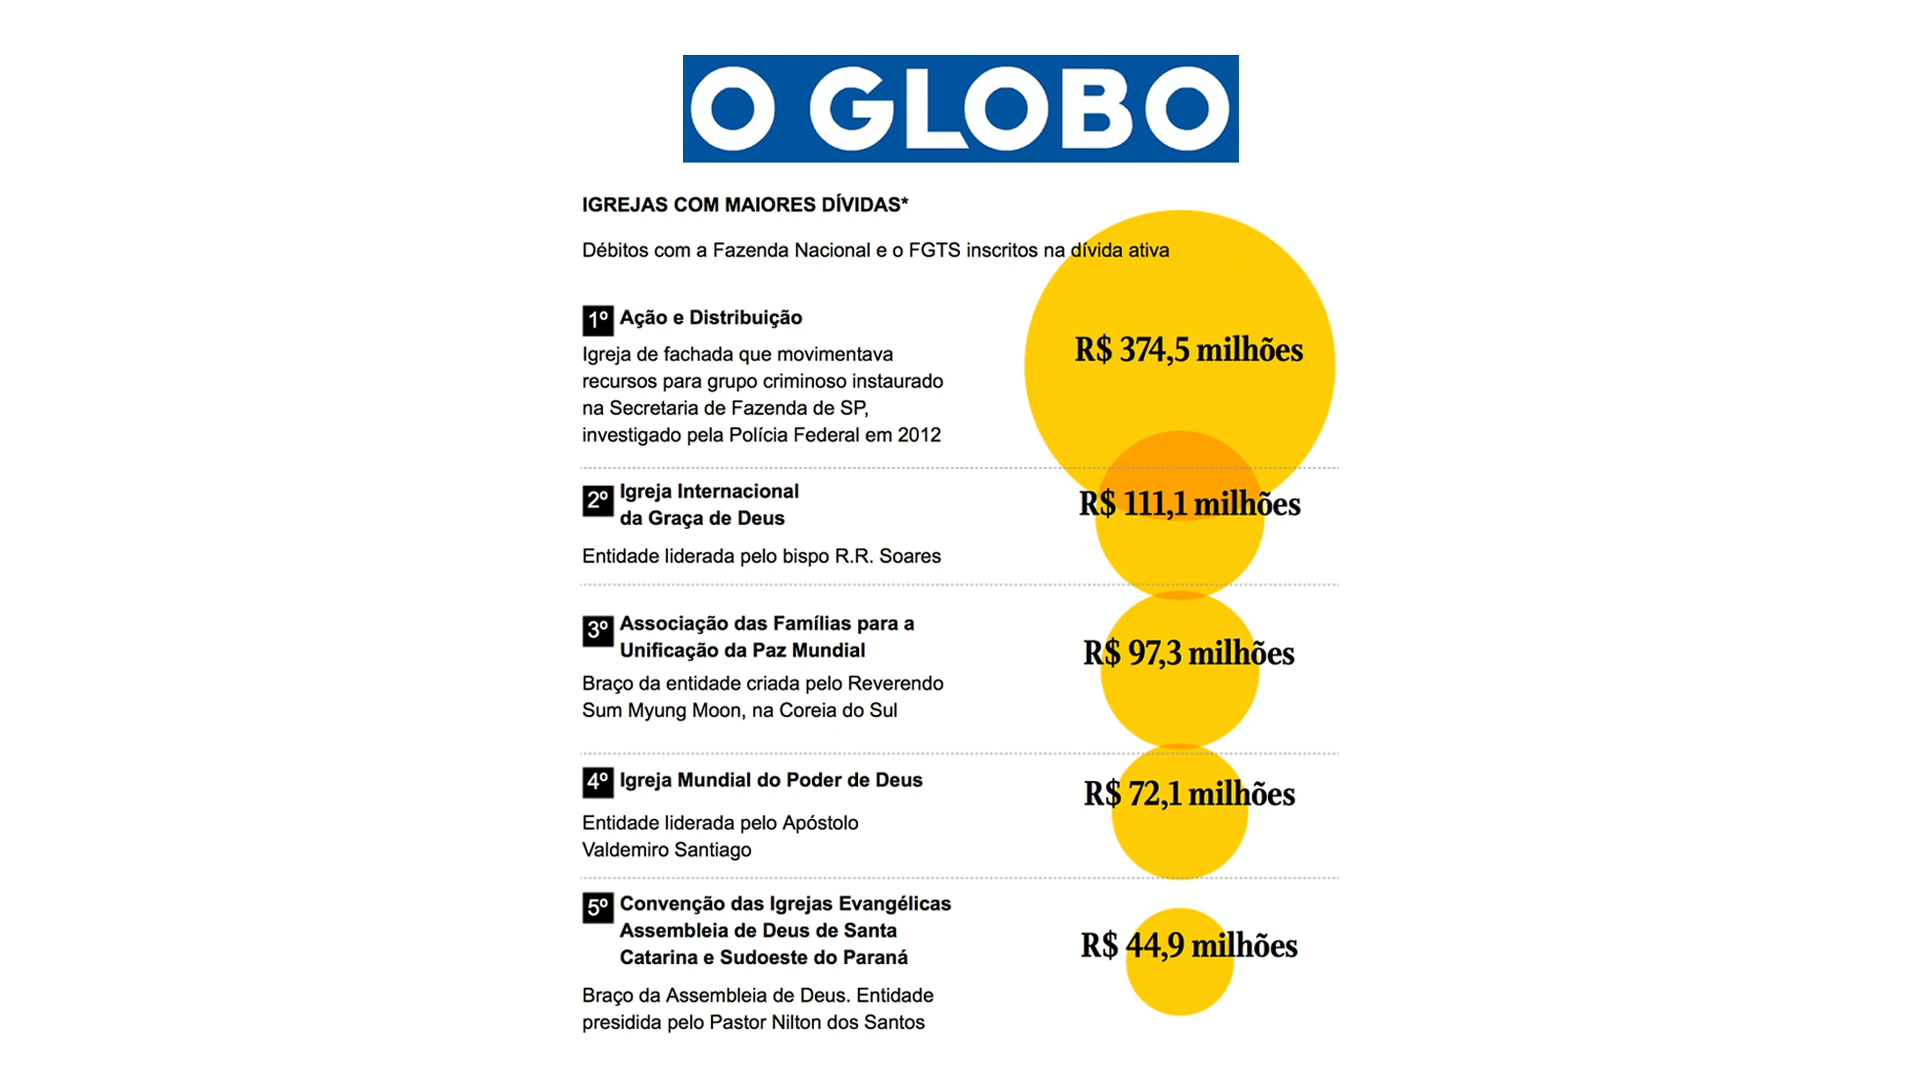 O GLOBO
IGREJAS COM MAIORES DÍVIDAS*
Débitos com a Fazenda Nacional e o FGTS inscritos na dívida ativa
1º Ação e Distribuição
Igreja de fachada que movimentava
recursos para grupo criminoso instaurado
na Secretaria de Fazenda de SP,
investigado pela Polícia Federal em 2012
R$ 374,5 milhões
2º Igreja Internacional
da Graça de Deus
Entidade liderada pelo bispo R.R. Soares
R$ 111,1 milhões
3º Associação das Famílias para a
Unificação da Paz Mundial
Braço da entidade criada pelo Reverendo
Sum Myung Moon, na Coreia do Sul
R$ 97,3 milhões
4º Igreja Mundial do Poder de Deus
Entidade liderada pelo Apóstolo
Valdemiro Santiago
R$ 72,1 milhões
5º Convenção das Igrejas Evangélicas
Assembleia de Deus de Santa
Catarina e Sudoeste do Paraná
Braço da Assembleia de Deus. Entidade
presidida pelo Pastor Nilton dos Santos
R$ 44,9 milhões